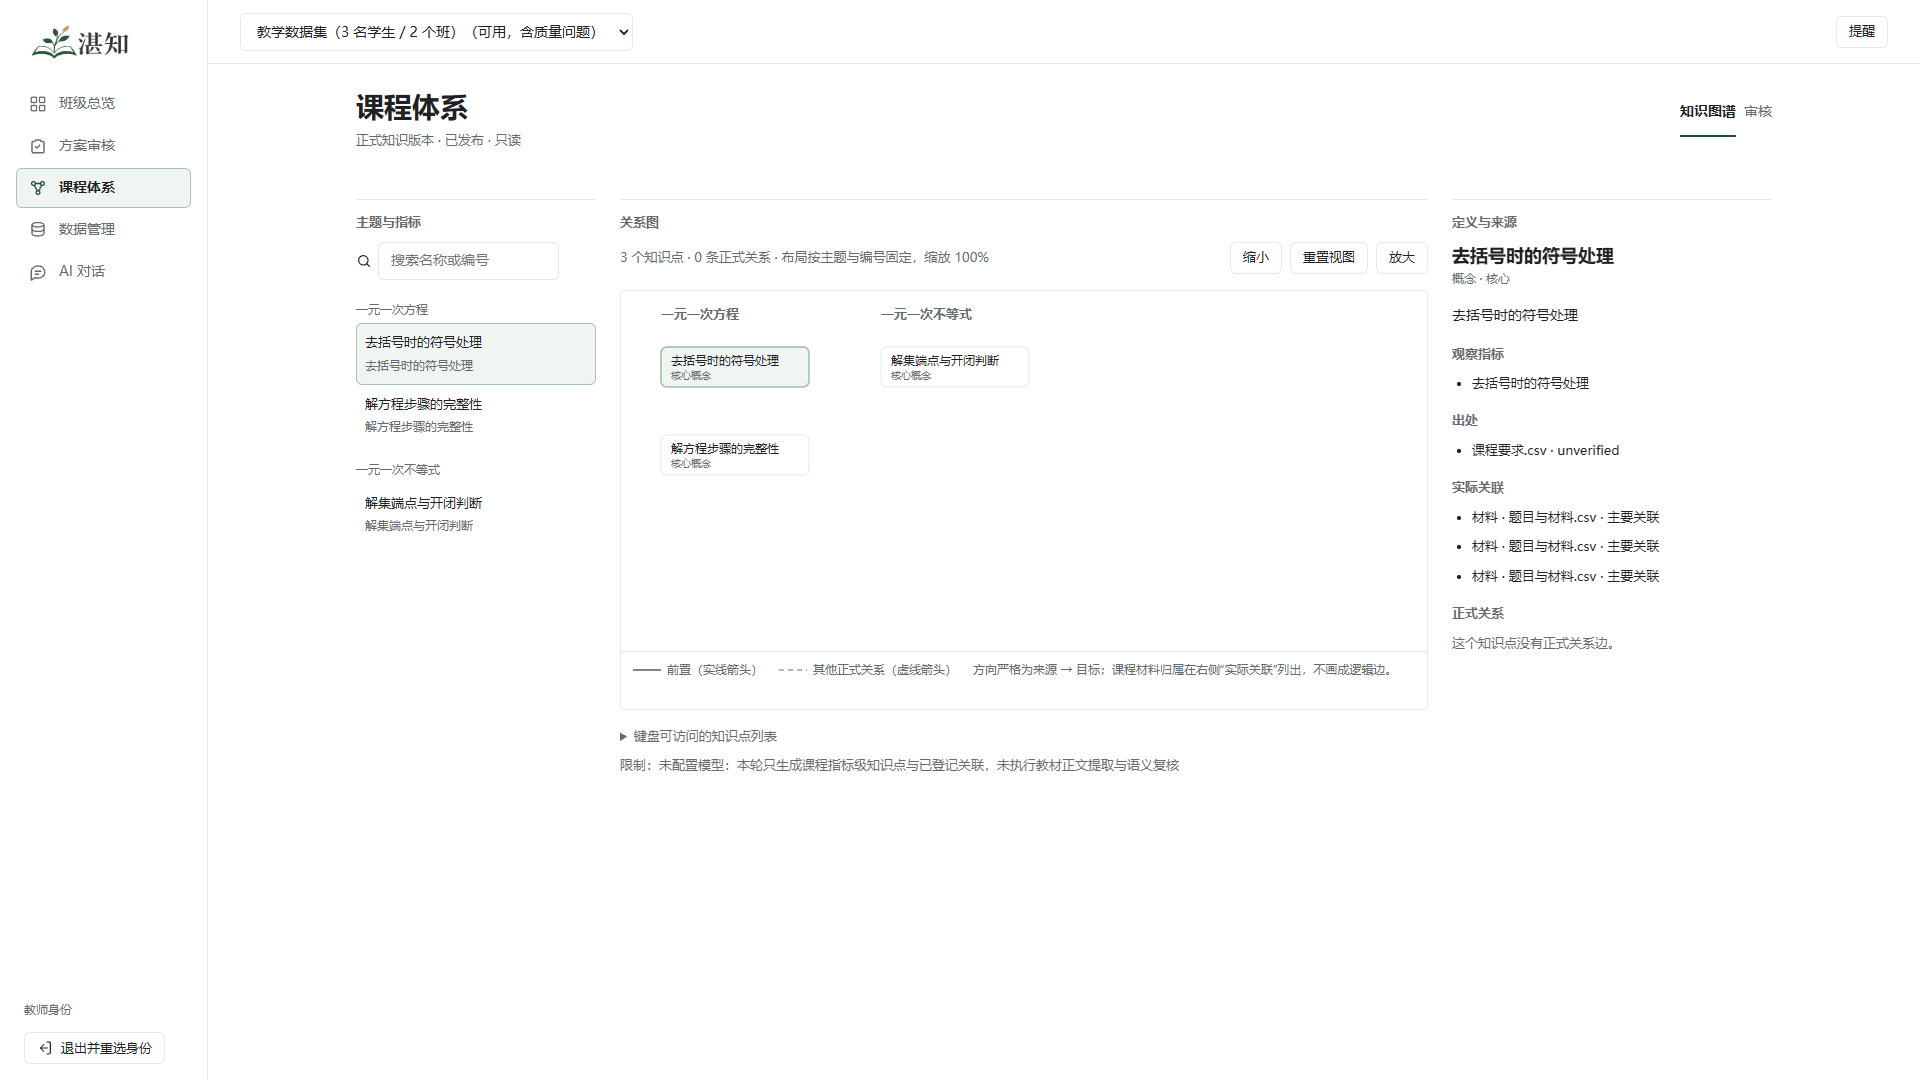 湛知
班级总览
方案审核
课程体系
数据管理
AI 对话
教师身份
退出并重选身份
教学数据集（3 名学生 / 2 个班）（可用，含质量问题）
提醒
课程体系
正式知识版本 · 已发布 · 只读
知识图谱
审核
主题与指标
搜索名称或编号
一元一次方程
去括号时的符号处理
去括号时的符号处理
解方程步骤的完整性
解方程步骤的完整性
一元一次不等式
解集端点与开闭判断
解集端点与开闭判断
关系图
3 个知识点 · 0 条正式关系 · 布局按主题与编号固定，缩放 100%
缩小
重置视图
放大
一元一次方程
一元一次不等式
去括号时的符号处理
核心概念
解集端点与开闭判断
核心概念
解方程步骤的完整性
核心概念
前置（实线箭头）
其他正式关系（虚线箭头）
方向严格为来源 → 目标；课程材料归属在右侧“实际关联”列出，不画成逻辑边。
键盘可访问的知识点列表
限制：未配置模型：本轮只生成课程指标级知识点与已登记关联，未执行教材正文提取与语义复核
定义与来源
去括号时的符号处理
概念 · 核心
去括号时的符号处理
观察指标
去括号时的符号处理
出处
课程要求.csv · unverified
实际关联
材料 · 题目与材料.csv · 主要关联
材料 · 题目与材料.csv · 主要关联
材料 · 题目与材料.csv · 主要关联
正式关系
这个知识点没有正式关系边。